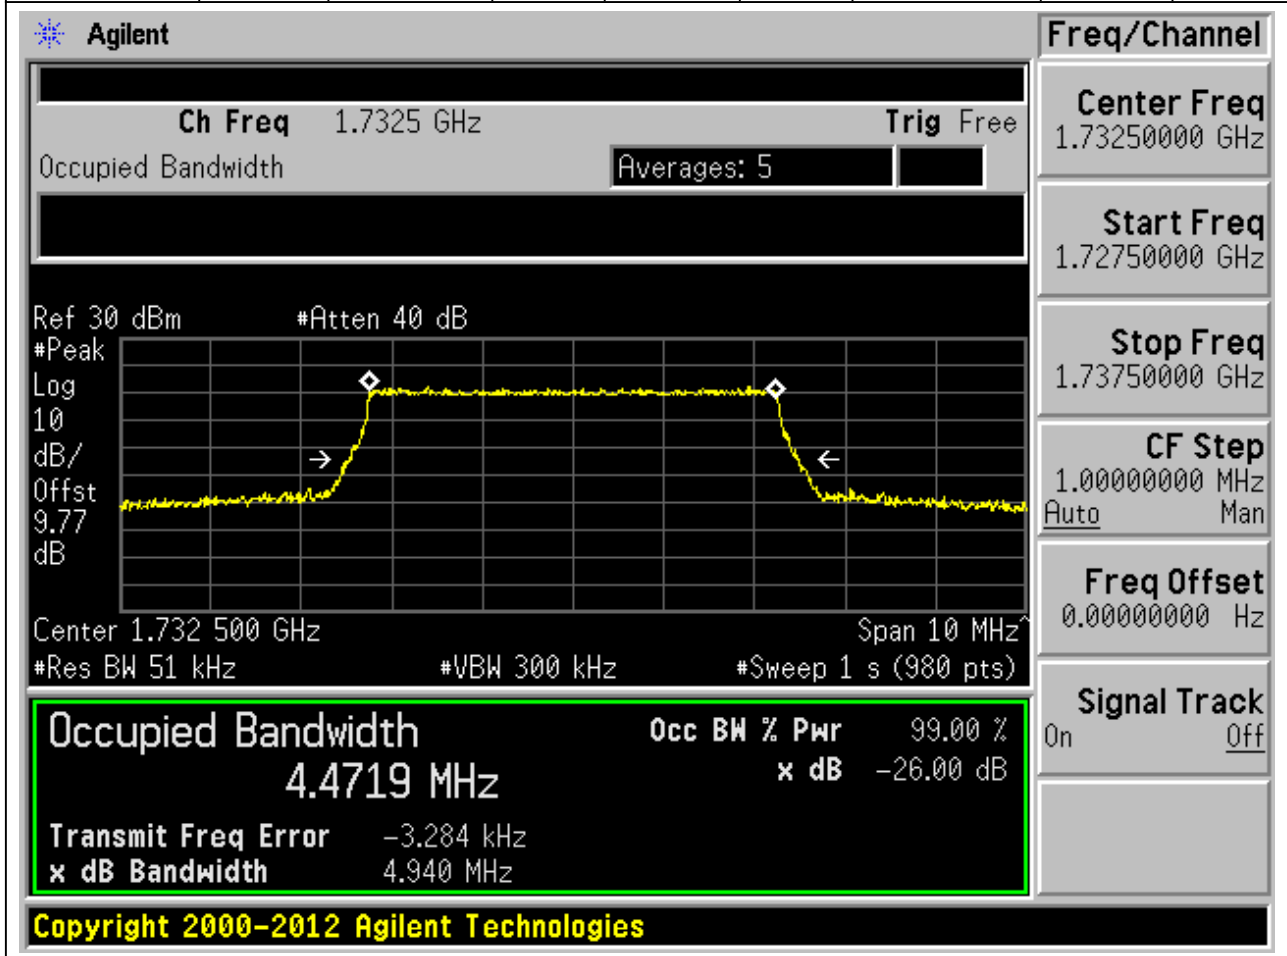 Agilent
Freq/Channel
Ch Freq 1.7325 GHz Trig Free
Occupied Bandwidth Averages: 5
Center Freq
1.73250000 GHz
Start Freq
1.72750000 GHz
Stop Freq
1.73750000 GHz
CF Step
1.00000000 MHz
Auto Man
Freq Offset
0.00000000 Hz
Signal Track
On Off
Ref 30 dBm #Atten 40 dB
#Peak
Log
10
dB/
Offst
9.77
dB
Center 1.732 500 GHz Span 10 MHz^
#Res BW 51 kHz #VBW 300 kHz #Sweep 1 s (980 pts)
Occupied Bandwidth Occ BW % Pwr 99.00 %
4.4719 MHz x dB -26.00 dB
Transmit Freq Error -3.284 kHz
x dB Bandwidth 4.940 MHz
Copyright 2000-2012 Agilent Technologies